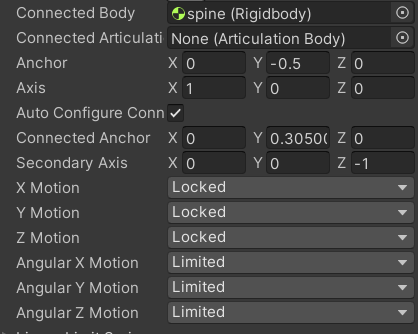 Connected Body spine (Rigidbody)
Connected Articulati None (Articulation Body)
Anchor X 0 Y -0.5 Z 0
Axis X 1 Y 0 Z 0
Auto Configure Conn
Connected Anchor X 0 Y 0.3050 Z 0
Secondary Axis X 0 Y 0 Z -1
X Motion Locked
Y Motion Locked
Z Motion Locked
Angular X Motion Limited
Angular Y Motion Limited
Angular Z Motion Limited